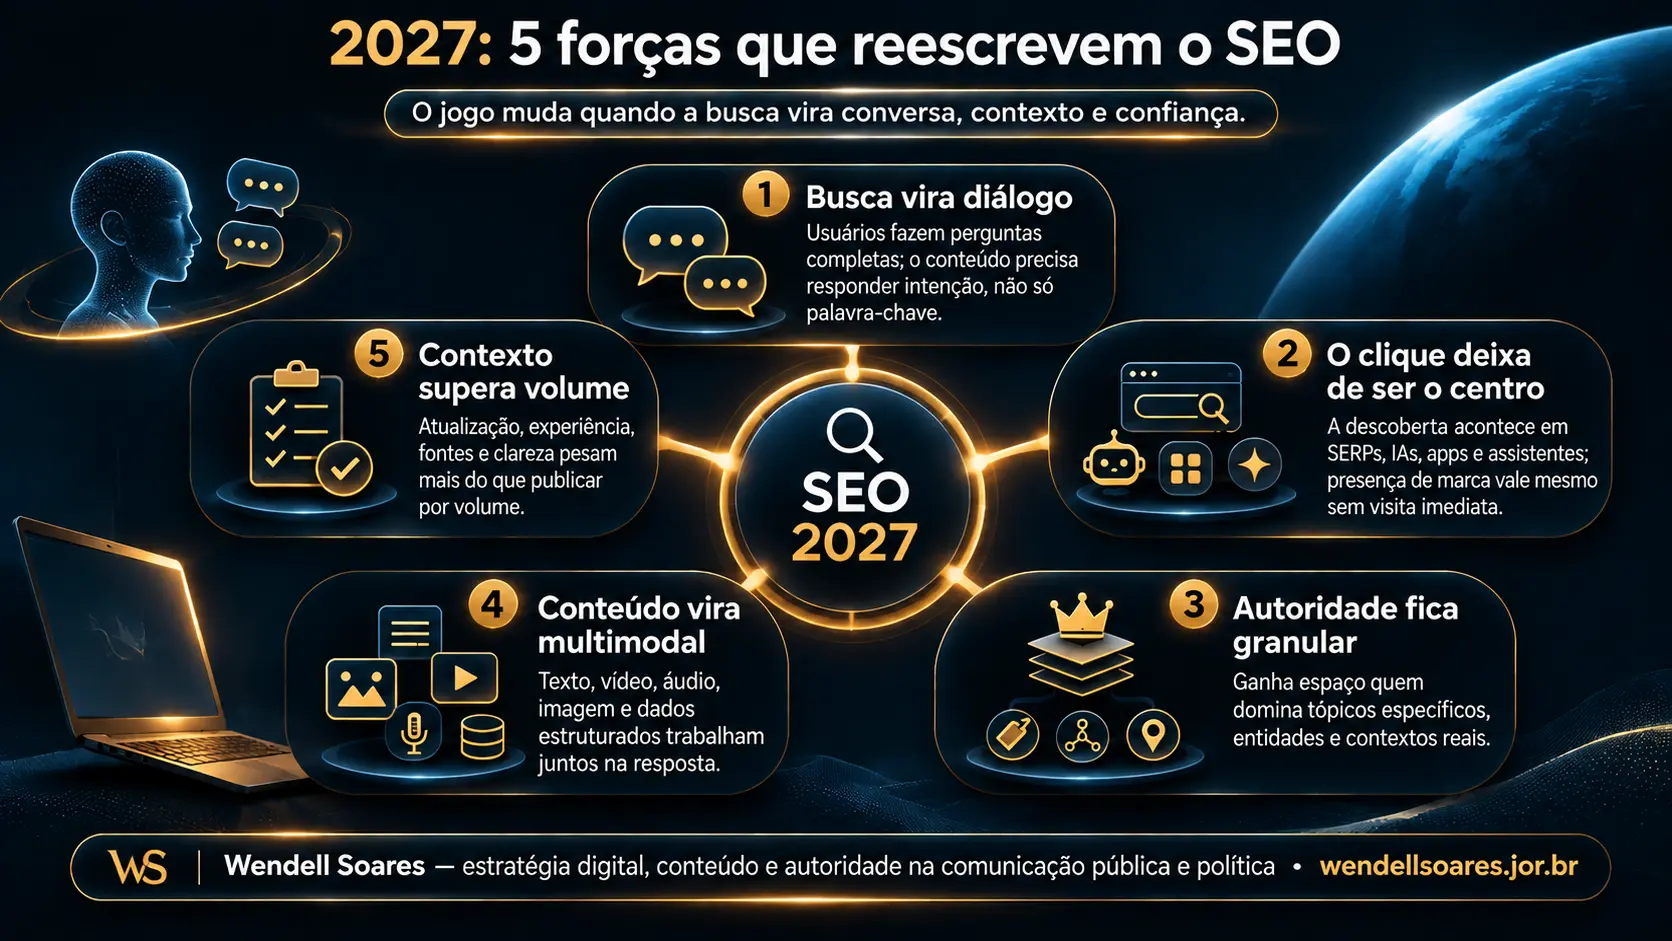 2027: 5 forças que reescrevem o SEO
O jogo muda quando a busca vira conversa, contexto e confiança.
1
Busca vira diálogo
Usuários fazem perguntas
completas; o conteúdo precisa
responder intenção, não só
palavra-chave.
2
O clique deixa
de ser o centro
A descoberta acontece em
SERPs, IAs, apps e assistentes;
presença de marca vale mesmo
sem visita imediata.
3
Autoridade fica
granular
Ganha espaço quem
domina tópicos específicos,
entidades e contextos reais.
4
Conteúdo vira
multimodal
Texto, vídeo, áudio,
imagem e dados
estruturados trabalham
juntos na resposta.
5
Contexto
supera volume
Atualização, experiência,
fontes e clareza pesam
mais do que publicar
por volume.
SEO
2027
WS | Wendell Soares — estratégia digital, conteúdo e autoridade na comunicação pública e política • wendellsoares.jor.br